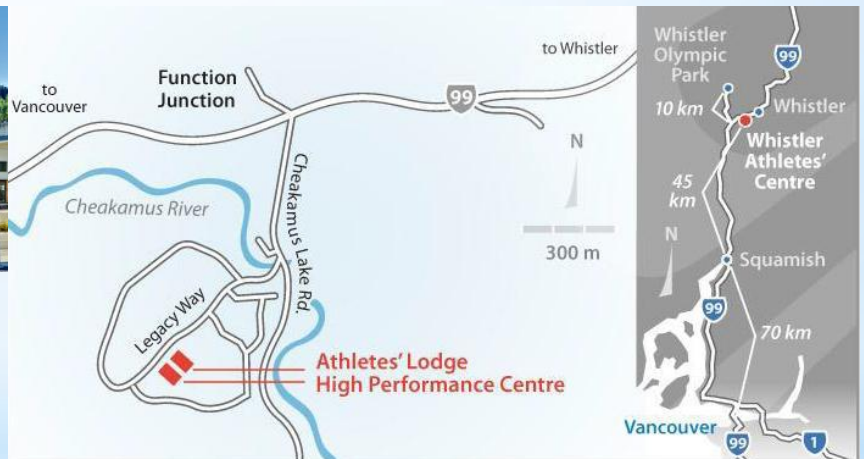 to
Vancouver
Function
Junction
99
to Whistler
Cheakamus River
Cheakamus Lake Rd.
N
300 m
Legacy Way
Athletes' Lodge
High Performance Centre
Whistler
Olympic
Park
99
10 km
Whistler
Whistler
Athletes'
Centre
45
km
N
Squamish
99
70 km
Vancouver
99
1